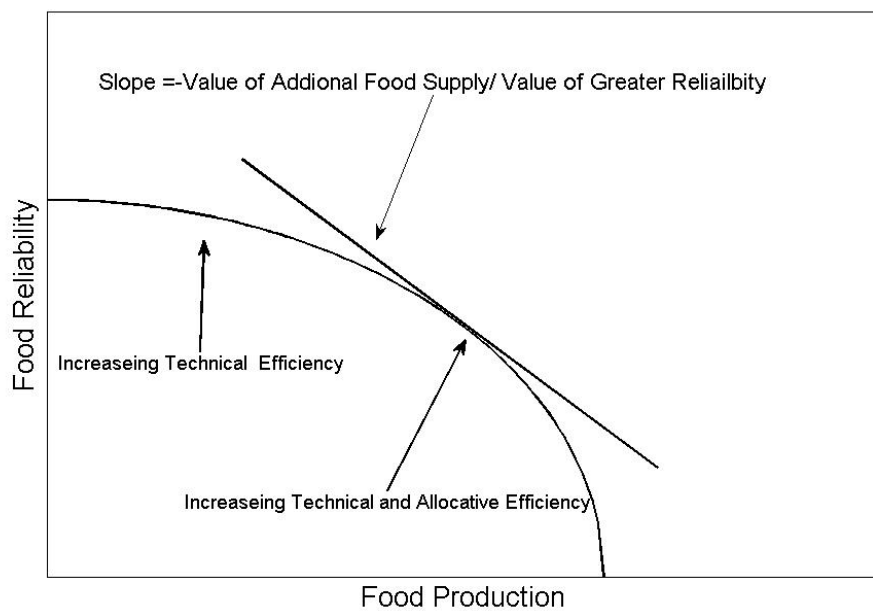 Slope =-Value of Addional Food Supply/ Value of Greater Reliailbity
Food Reliability
Increaseing Technical  Efficiency
Increaseing Technical and Allocative Efficiency
Food Production